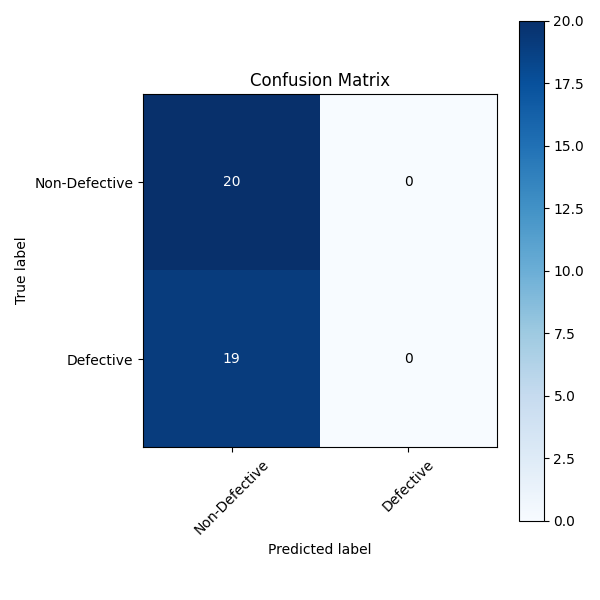 Confusion Matrix
True label
Non-Defective
Defective
20
0
19
0
Non-Defective
Defective
Predicted label
20.0
17.5
15.0
12.5
10.0
7.5
5.0
2.5
0.0